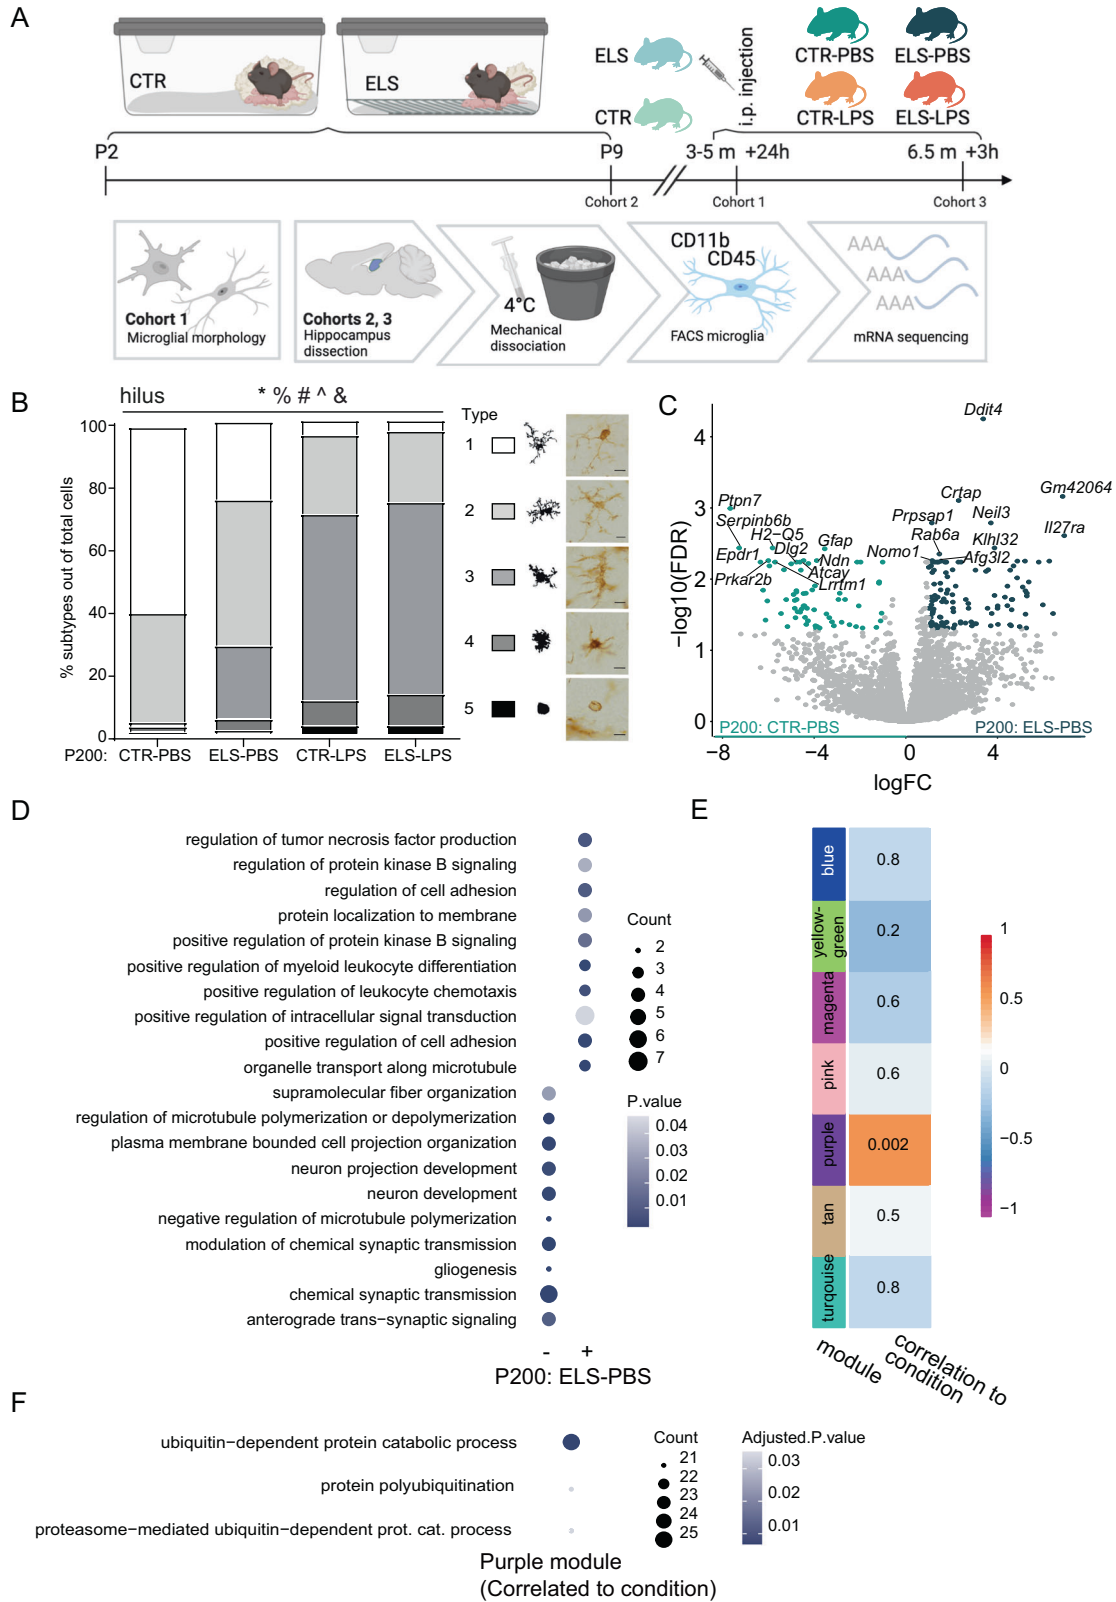 A
CTR
ELS
ELS
CTR
i.p. injection
CTR-PBS
ELS-PBS
CTR-LPS
ELS-LPS
P2
P9
3-5 m +24h
6.5 m +3h
Cohort 2
Cohort 1
Cohort 3
Cohort 1
Microglial morphology
Cohorts 2, 3
Hippocampus
dissection
4°C
Mechanical
dissociation
CD11b
CD45
FACS microglia
AAA
AAA
AAA
mRNA sequencing
B
hilus
* % # ^ &
% subtypes out of total cells
100
80
60
40
20
0
P200: CTR-PBS ELS-PBS CTR-LPS ELS-LPS
Type
1
2
3
4
5
C
−log10(FDR)
4
3
2
1
0
Ddit4
Gm42064
Crtap
Ptpn7
Neil3
Prpsap1
Serpinb6b
Il27ra
H2−Q5
Rab6a
Klhl32
Gfap
Dlg2
Nomo1
Afg3l2
Epdr1
Ndn
Atcay
Prkar2b
Lrrtm1
P200: CTR-PBS
P200: ELS-PBS
−8
−4
0
4
logFC
D
regulation of tumor necrosis factor production
regulation of protein kinase B signaling
regulation of cell adhesion
protein localization to membrane
positive regulation of protein kinase B signaling
positive regulation of myeloid leukocyte differentiation
positive regulation of leukocyte chemotaxis
positive regulation of intracellular signal transduction
positive regulation of cell adhesion
organelle transport along microtubule
supramolecular fiber organization
regulation of microtubule polymerization or depolymerization
plasma membrane bounded cell projection organization
neuron projection development
neuron development
negative regulation of microtubule polymerization
modulation of chemical synaptic transmission
gliogenesis
chemical synaptic transmission
anterograde trans−synaptic signaling
- +
P200: ELS-PBS
Count
2
3
4
5
6
7
P.value
0.04
0.03
0.02
0.01
E
blue
0.8
yellow-
green
0.2
magenta
0.6
pink
0.6
purple
0.002
tan
0.5
turqouise
0.8
module
correlation to
condition
1
0.5
0
−0.5
−1
F
ubiquitin−dependent protein catabolic process
protein polyubiquitination
proteasome−mediated ubiquitin−dependent prot. cat. process
Purple module
(Correlated to condition)
Count
21
22
23
24
25
Adjusted.P.value
0.03
0.02
0.01